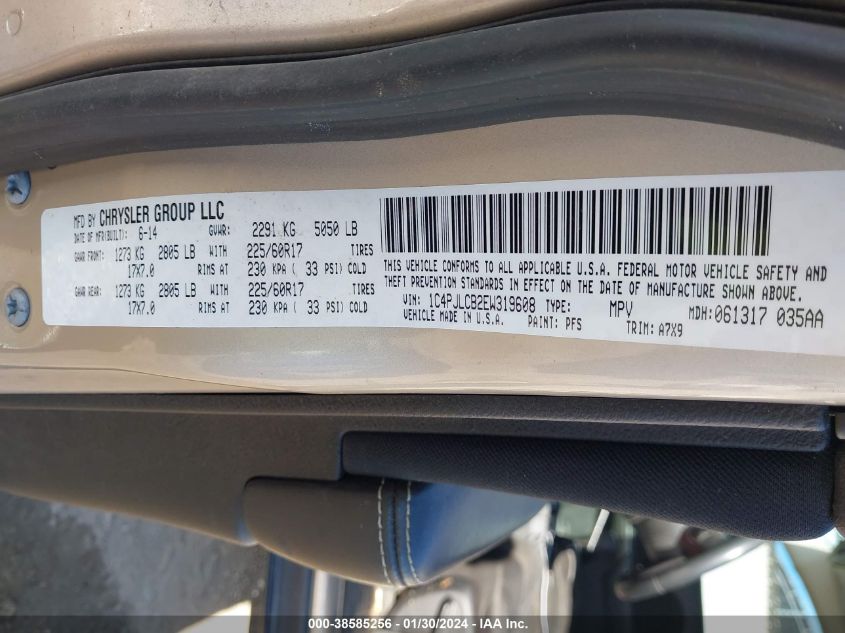 MFD BY CHRYSLER GROUP LLC
DATE OF MFR(BUILT): 6-14 GVWR: 2291 KG 5050 LB
GAWR FRONT: 1273 KG 2805 LB WITH 225/60R17 TIRES
17X7.0 RIMS AT 230 KPA ( 33 PSI) COLD
GAWR REAR: 1273 KG 2805 LB WITH 225/60R17 TIRES
17X7.0 RIMS AT 230 KPA ( 33 PSI) COLD
THIS VEHICLE CONFORMS TO ALL APPLICABLE U.S.A. FEDERAL MOTOR VEHICLE SAFETY AND
THEFT PREVENTION STANDARDS IN EFFECT ON THE DATE OF MANUFACTURE SHOWN ABOVE.
VIN: 1C4PJLCB2EW319608 TYPE: MPV MDH:061317 035AA
VEHICLE MADE IN U.S.A. PAINT: PFS TRIM: A7X9
000-38585256 - 01/30/2024 - IAA Inc.